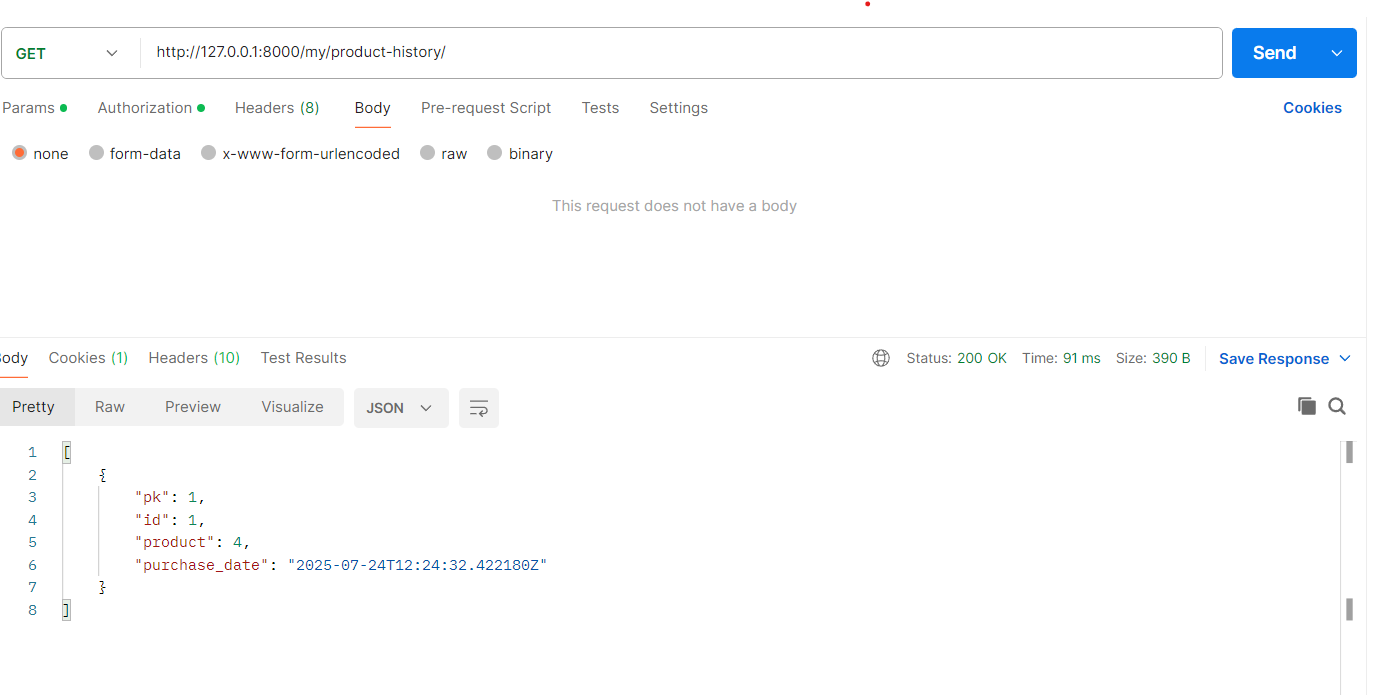 GET http://127.0.0.1:8000/my/product-history/ Send
Params Authorization Headers (8) Body Pre-request Script Tests Settings Cookies
none form-data x-www-form-urlencoded raw binary
This request does not have a body
ody Cookies (1) Headers (10) Test Results Status: 200 OK Time: 91 ms Size: 390 B Save Response
Pretty Raw Preview Visualize JSON
1 [
2 {
3 "pk": 1,
4 "id": 1,
5 "product": 4,
6 "purchase_date": "2025-07-24T12:24:32.422180Z"
7 }
8 ]